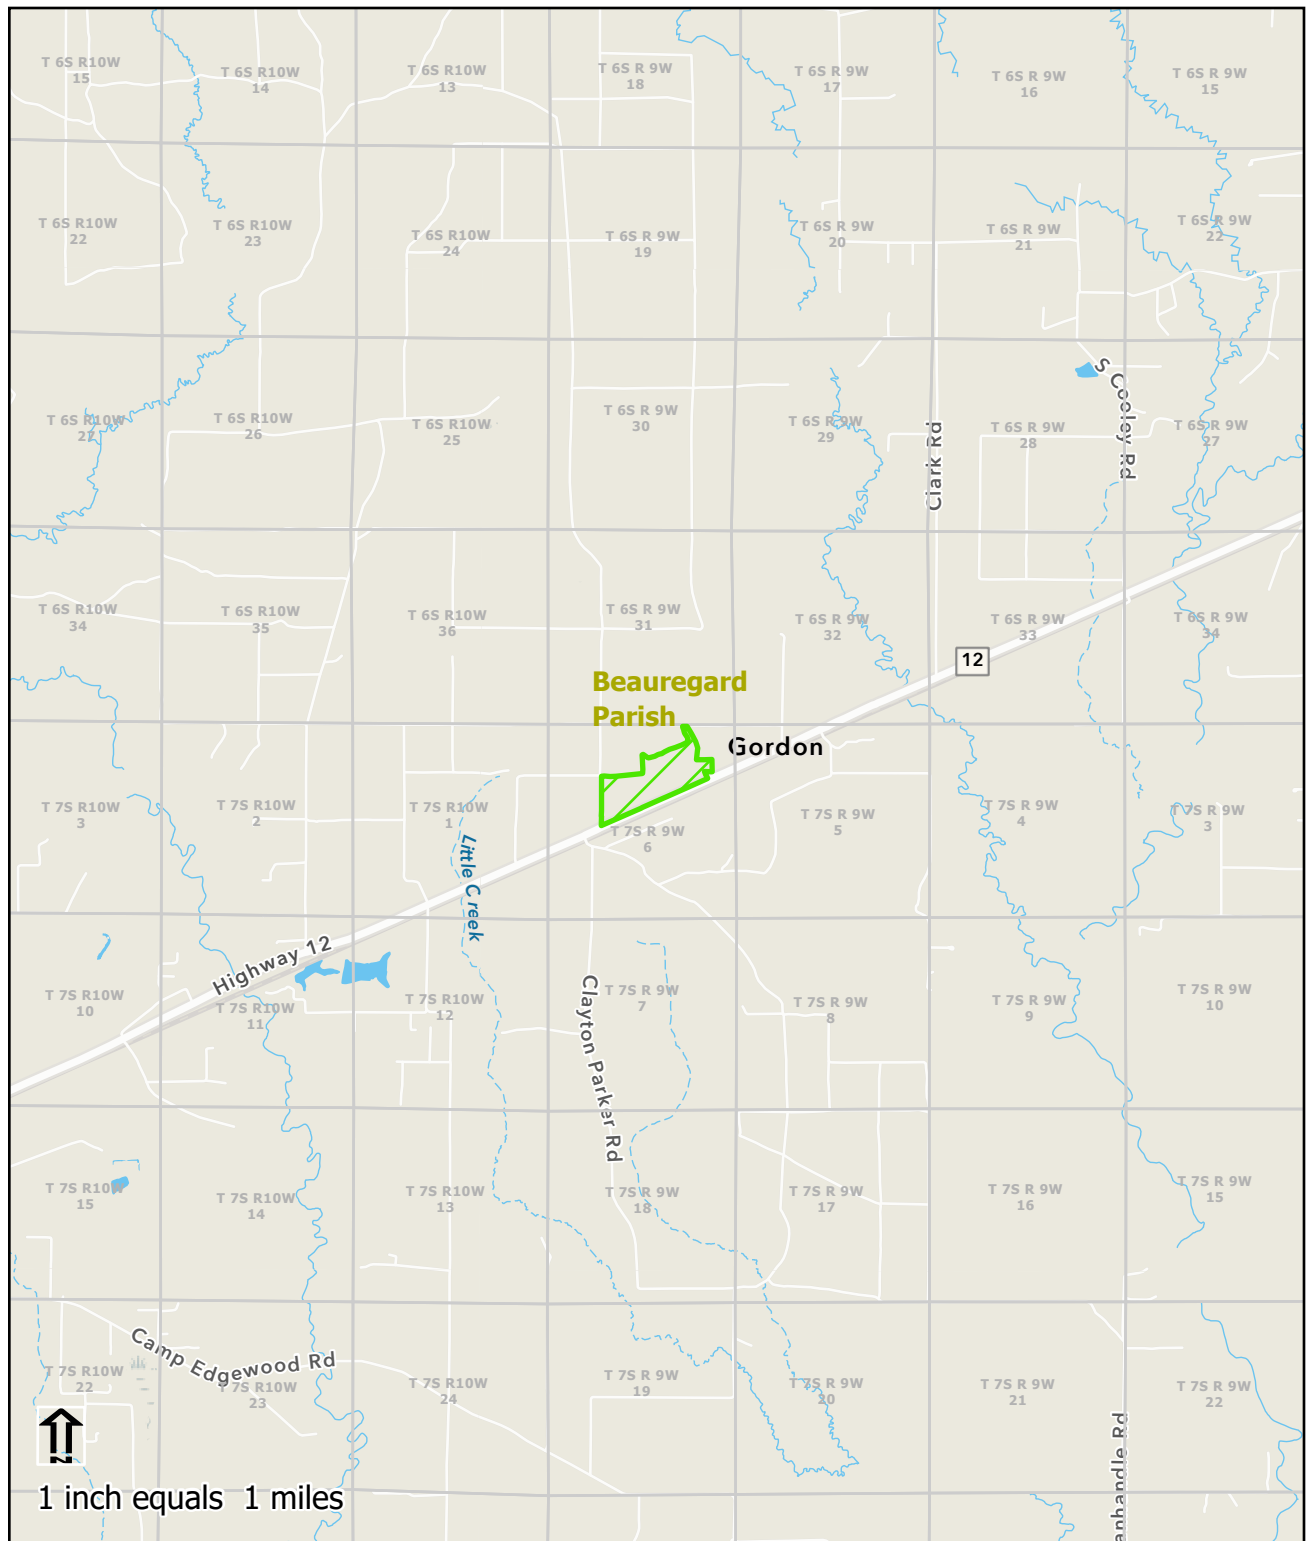 T 6S R10W
15
T 6S R10W
14
T 6S R10W
13
T 6S R 9W
18
T 6S R 9W
17
T 6S R 9W
16
T 6S R 9W
15
T 6S R10W
22
T 6S R10W
23
T 6S R10W
24
T 6S R 9W
19
T 6S R 9W
20
T 6S R 9W
21
T 6S R 9W
22
S Cooley Rd
T 6S R10W
27
T 6S R10W
26
T 6S R10W
25
T 6S R 9W
30
T 6S R 9W
29
Clark Rd
T 6S R 9W
28
T 6S R 9W
27
T 6S R10W
34
T 6S R10W
35
T 6S R10W
36
T 6S R 9W
31
T 6S R 9W
32
T 6S R 9W
33
T 6S R 9W
34
12
Beauregard
Parish
Gordon
T 7S R10W
3
T 7S R10W
2
T 7S R10W
1
T 7S R 9W
6
T 7S R 9W
5
T 7S R 9W
4
T 7S R 9W
3
Little Creek
Highway 12
T 7S R10W
10
T 7S R10W
11
T 7S R10W
12
Clayton Parker Rd
T 7S R 9W
7
T 7S R 9W
8
T 7S R 9W
9
T 7S R 9W
10
T 7S R10W
15
T 7S R10W
14
T 7S R10W
13
T 7S R 9W
18
T 7S R 9W
17
T 7S R 9W
16
T 7S R 9W
15
Camp Edgewood Rd
T 7S R10W
22
T 7S R10W
23
T 7S R10W
24
T 7S R 9W
19
T 7S R 9W
20
T 7S R 9W
21
T 7S R 9W
22
anhandle Rd
N
1 inch equals 1 miles